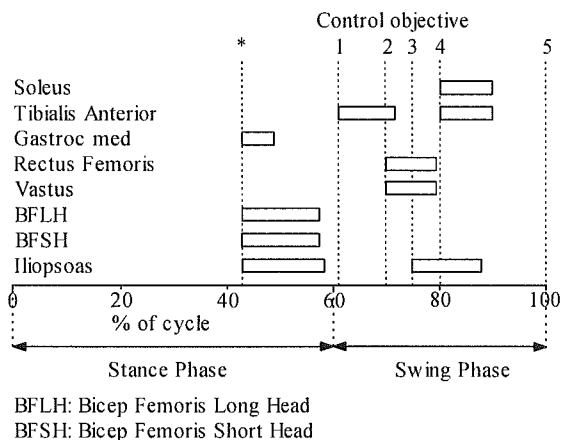 Control objective
* 1 2 3 4 5
Soleus
Tibialis Anterior
Gastroc med
Rectus Femoris
Vastus
BFLH
BFSH
Iliopsoas
0 20 40 60 80 100
% of cycle
Stance Phase Swing Phase
BFLH: Bicep Femoris Long Head
BFSH: Bicep Femoris Short Head